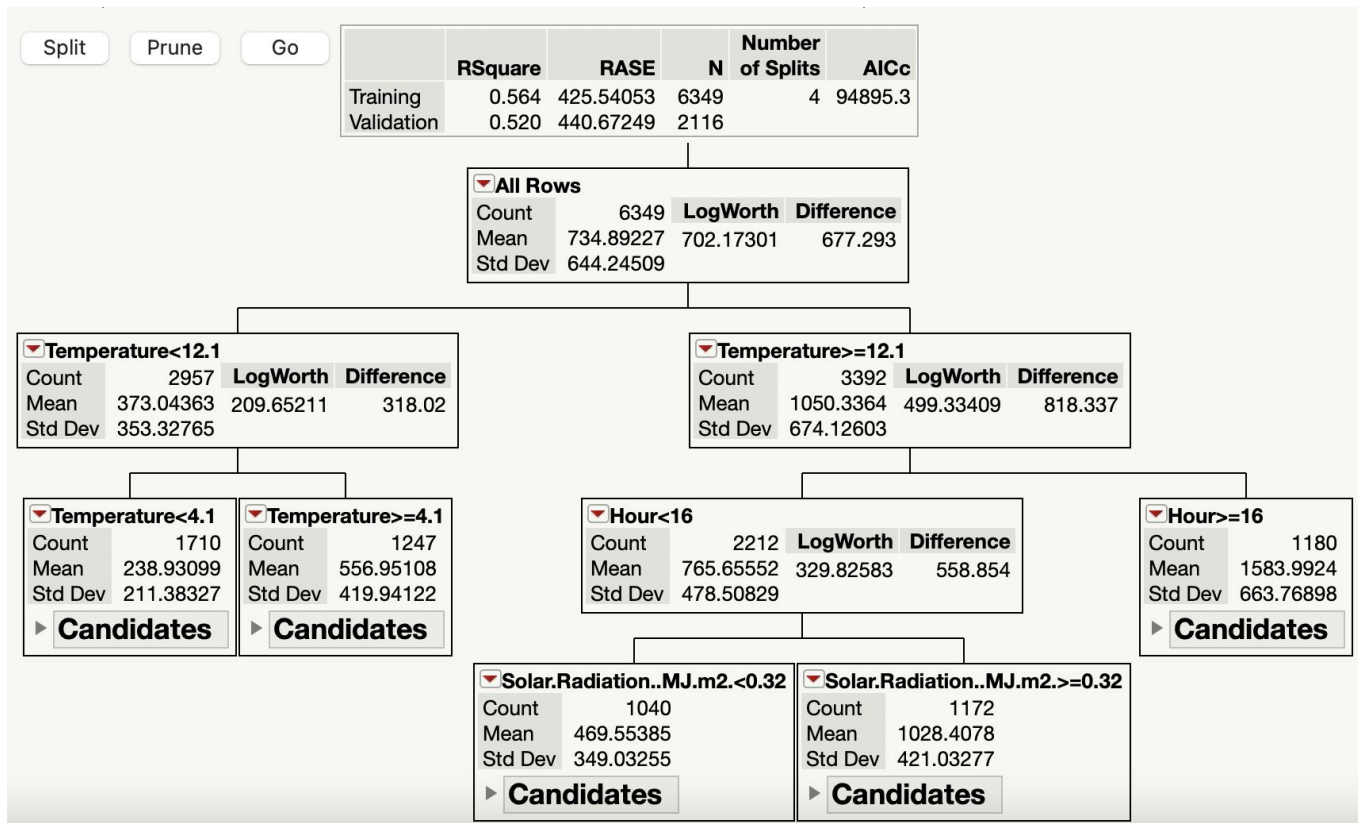 Split Prune Go
RSquare RASE N Number of Splits AICc
Training 0.564 425.54053 6349 4 94895.3
Validation 0.520 440.67249 2116
All Rows
Count 6349 LogWorth Difference
Mean 734.89227 702.17301 677.293
Std Dev 644.24509
Temperature<12.1
Count 2957 LogWorth Difference
Mean 373.04363 209.65211 318.02
Std Dev 353.32765
Temperature>=12.1
Count 3392 LogWorth Difference
Mean 1050.3364 499.33409 818.337
Std Dev 674.12603
Temperature<4.1
Count 1710
Mean 238.93099
Std Dev 211.38327
Candidates
Temperature>=4.1
Count 1247
Mean 556.95108
Std Dev 419.94122
Candidates
Hour<16
Count 2212 LogWorth Difference
Mean 765.65552 329.82583 558.854
Std Dev 478.50829
Hour>=16
Count 1180
Mean 1583.9924
Std Dev 663.76898
Candidates
Solar.Radiation..MJ.m2.<0.32
Count 1040
Mean 469.55385
Std Dev 349.03255
Candidates
Solar.Radiation..MJ.m2.>=0.32
Count 1172
Mean 1028.4078
Std Dev 421.03277
Candidates